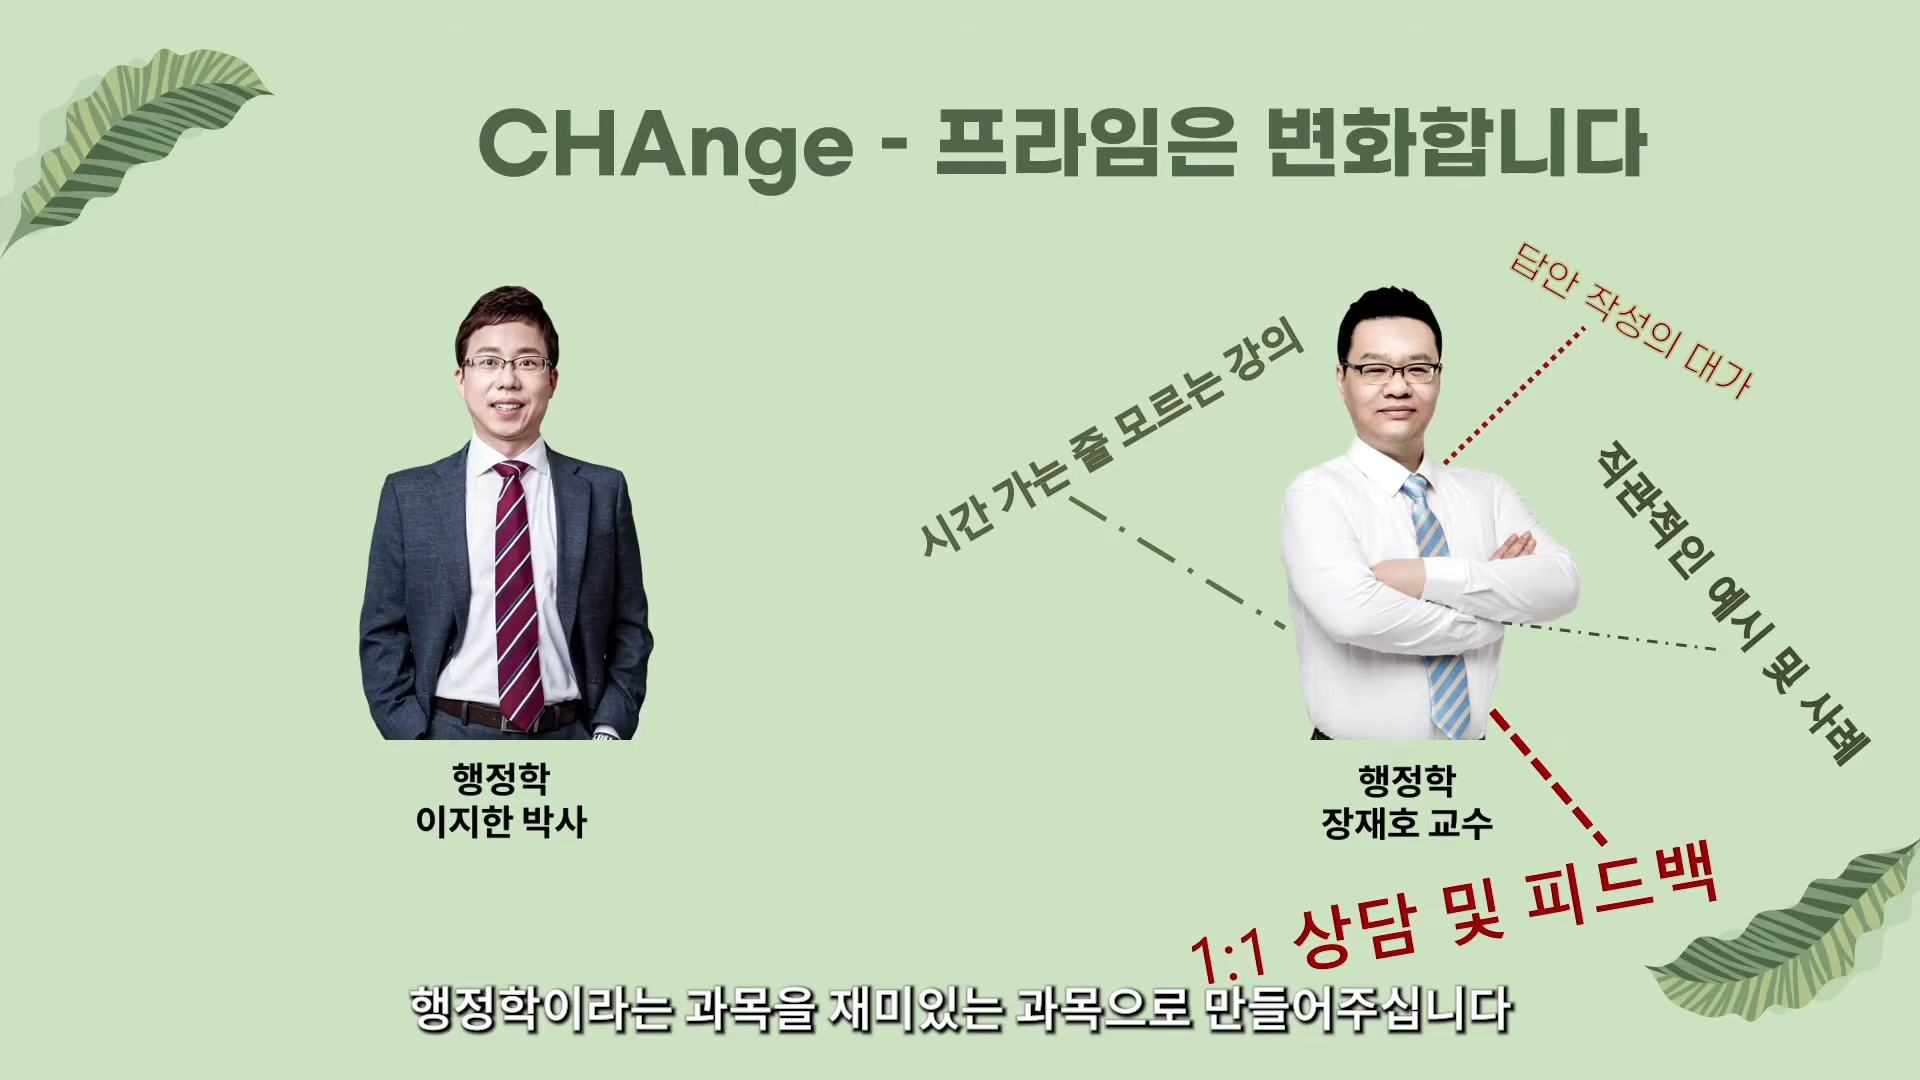 CHAnge - 프라임은 변화합니다
답안 작성의 대가
시간 가는 줄 모르는 강의
직관적인 예시 및 사례
행정학
이지한 박사
행정학
장재호 교수
1:1 상담 및 피드백
행정학이라는 과목을 재미있는 과목으로 만들어주십니다